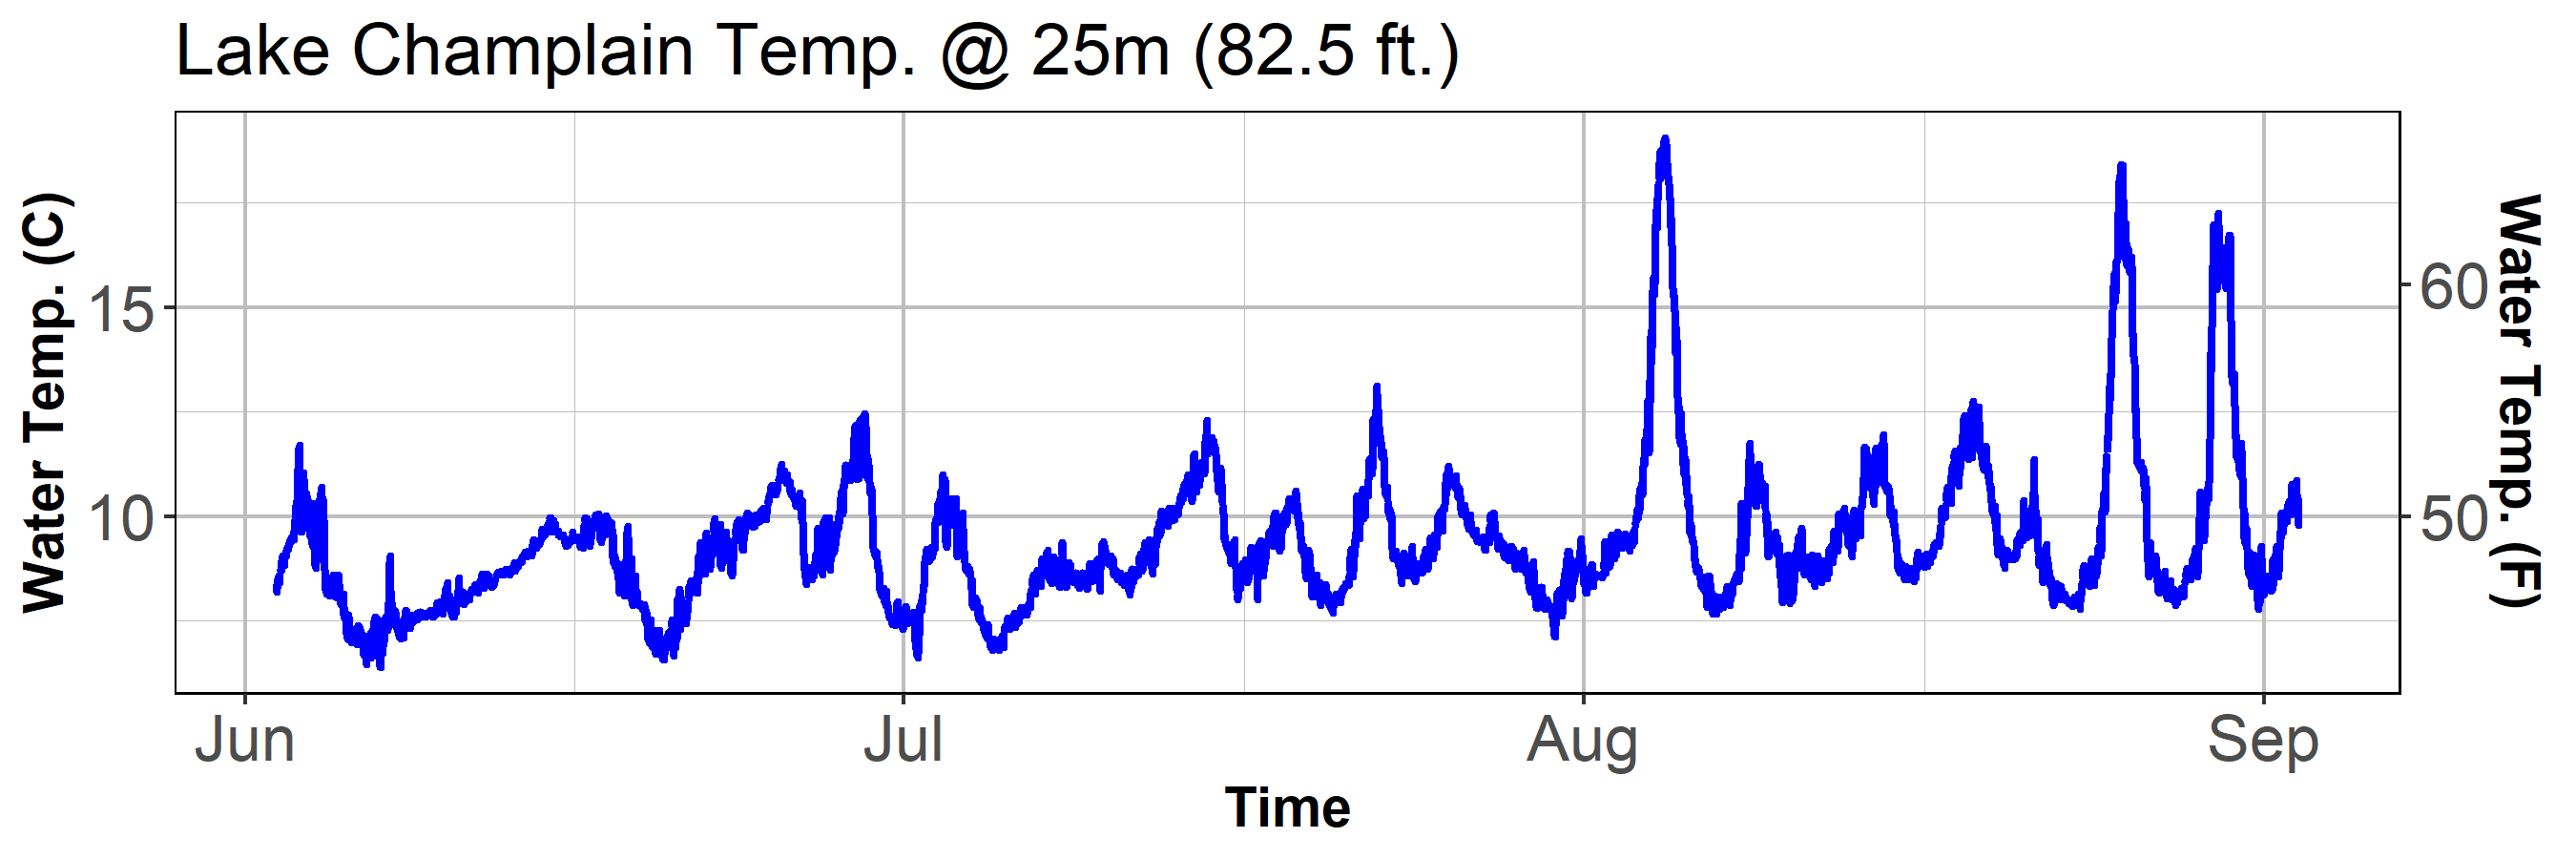 Lake Champlain Temp. @ 25m (82.5 ft.)
Water Temp. (C)
15
10
60
50
Water Temp. (F)
Jun Jul Aug Sep
Time